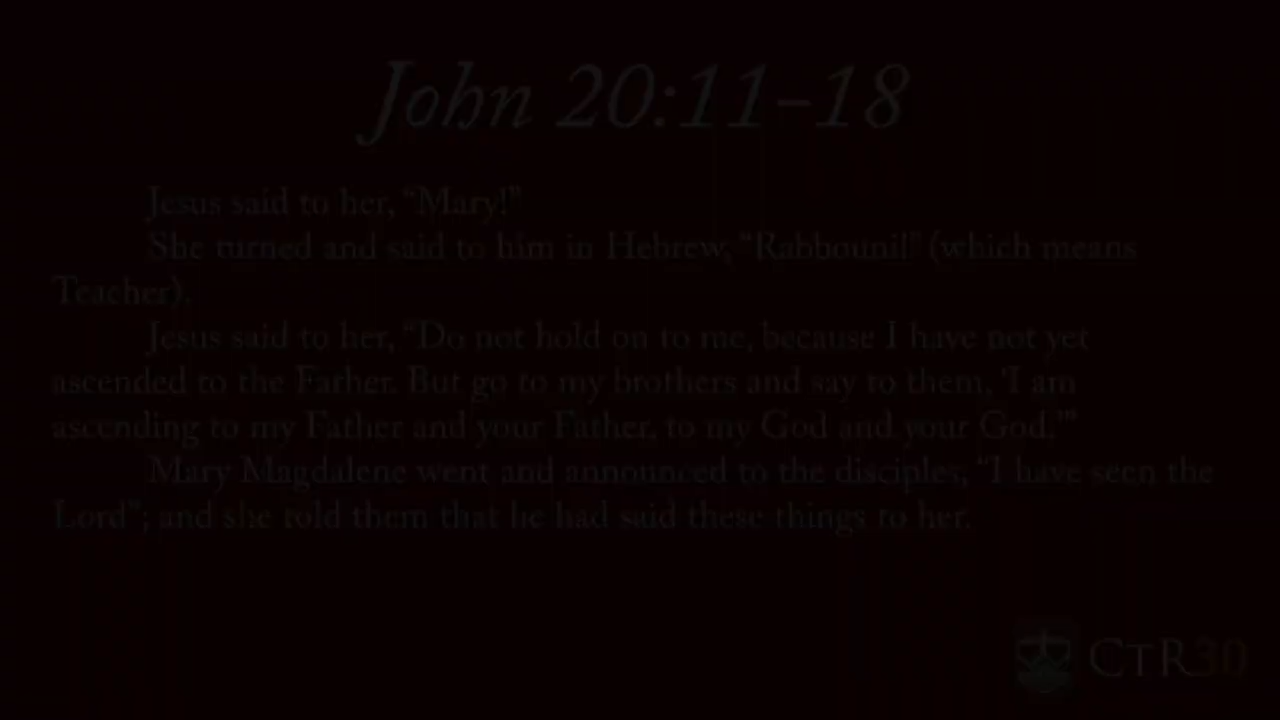 John 20:11–18
Jesus said to her, “Mary!”
She turned and said to him in Hebrew, “Rabbouni!” (which means
Teacher).
Jesus said to her, “Do not hold on to me, because I have not yet
ascended to the Father. But go to my brothers and say to them, ‘I am
ascending to my Father and your Father, to my God and your God.’”
Mary Magdalene went and announced to the disciples, “I have seen the
Lord”; and she told them that he had said these things to her.
CTR30